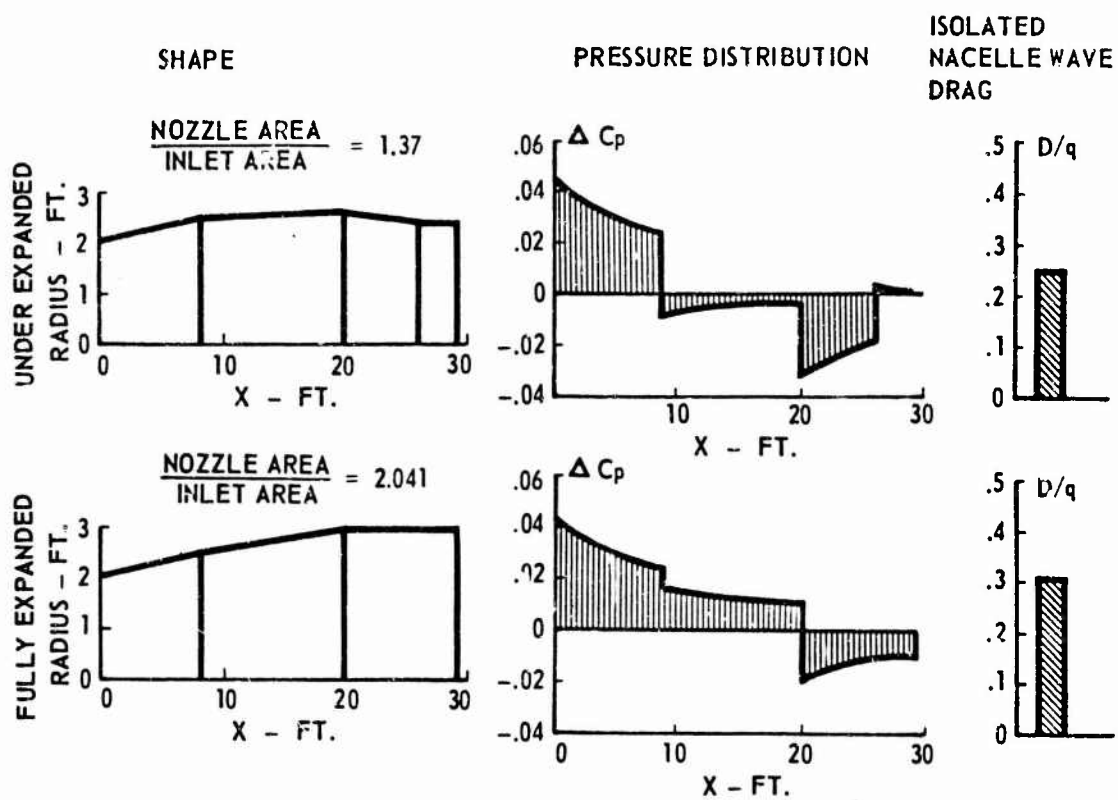 SHAPE
PRESSURE DISTRIBUTION
ISOLATED
NACELLE WAVE
DRAG
UNDER EXPANDED
NOZZLE AREA
INLET AREA
= 1.37
RADIUS - FT.
3
2
1
0
0
10
20
30
X - FT.
Δ Cp
.06
.04
.02
0
-.02
-.04
10
20
30
X - FT.
D/q
.5
.4
.3
.2
.1
0
FULLY EXPANDED
NOZZLE AREA
INLET AREA
= 2.041
RADIUS - FT.
3
2
1
0
0
10
20
30
X - FT.
Δ Cp
.06
.04
.02
0
-.02
-.04
0
10
20
30
X - FT.
D/q
.5
.4
.3
.2
.1
0